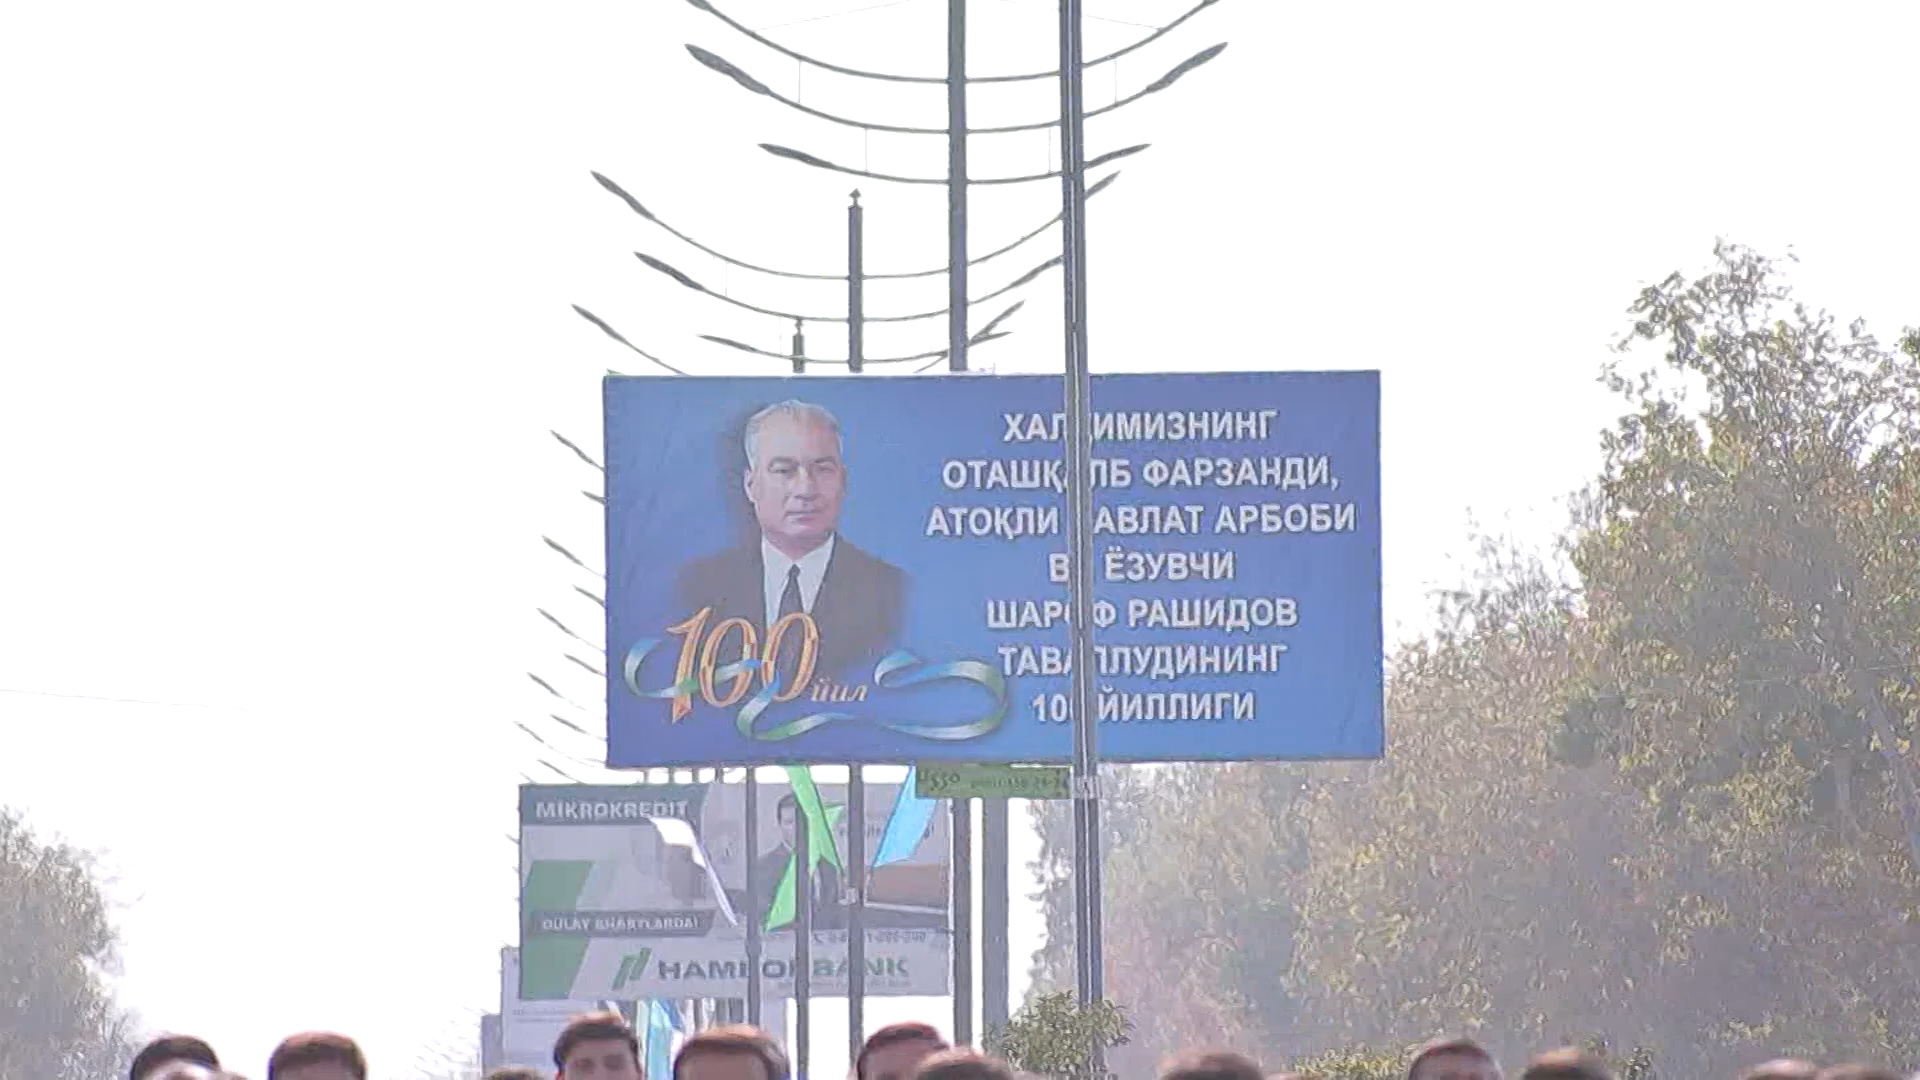 ХАЛҚИМИЗНИНГ
ОТАШҚАЛБ ФАРЗАНДИ,
АТОҚЛИ ДАВЛАТ АРБОБИ
ВА ЁЗУВЧИ
ШАРОФ РАШИДОВ
ТАВАЛЛУДИНИНГ
100 ЙИЛЛИГИ
100 йил
MIKROKREDIT
QULAY SHARTLARDA!
HAMKORBANK